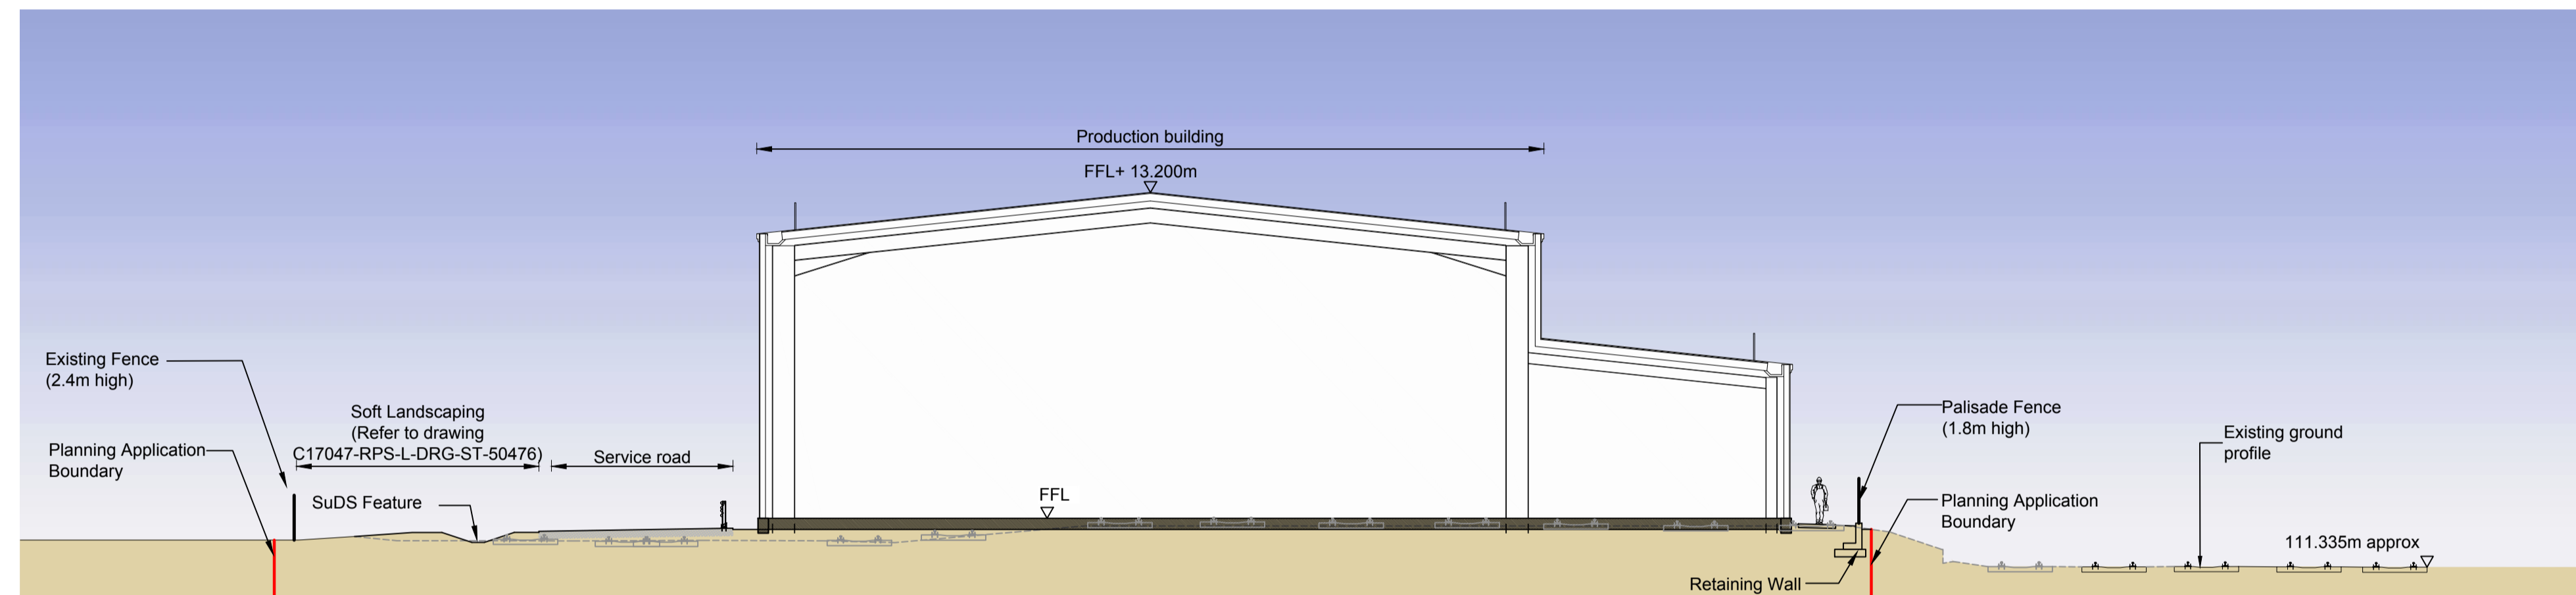 Production building
FFL+ 13.200m
Existing Fence
(2.4m high)
Soft Landscaping
(Refer to drawing
C17047-RPS-L-DRG-ST-50476)
Service road
Planning Application
Boundary
SuDS Feature
FFL
Palisade Fence
(1.8m high)
Existing ground
profile
Planning Application
Boundary
111.335m approx
Retaining Wall